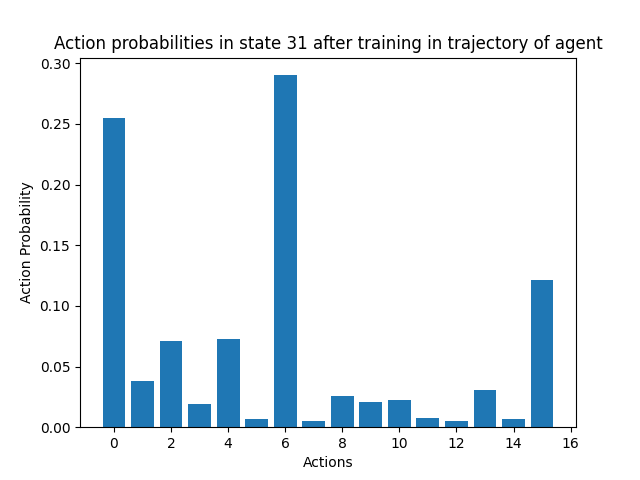 Action probabilities in state 31 after training in trajectory of agent
0.30
0.25
0.20
0.15
0.10
0.05
0.00
Action Probability
0 2 4 6 8 10 12 14 16
Actions